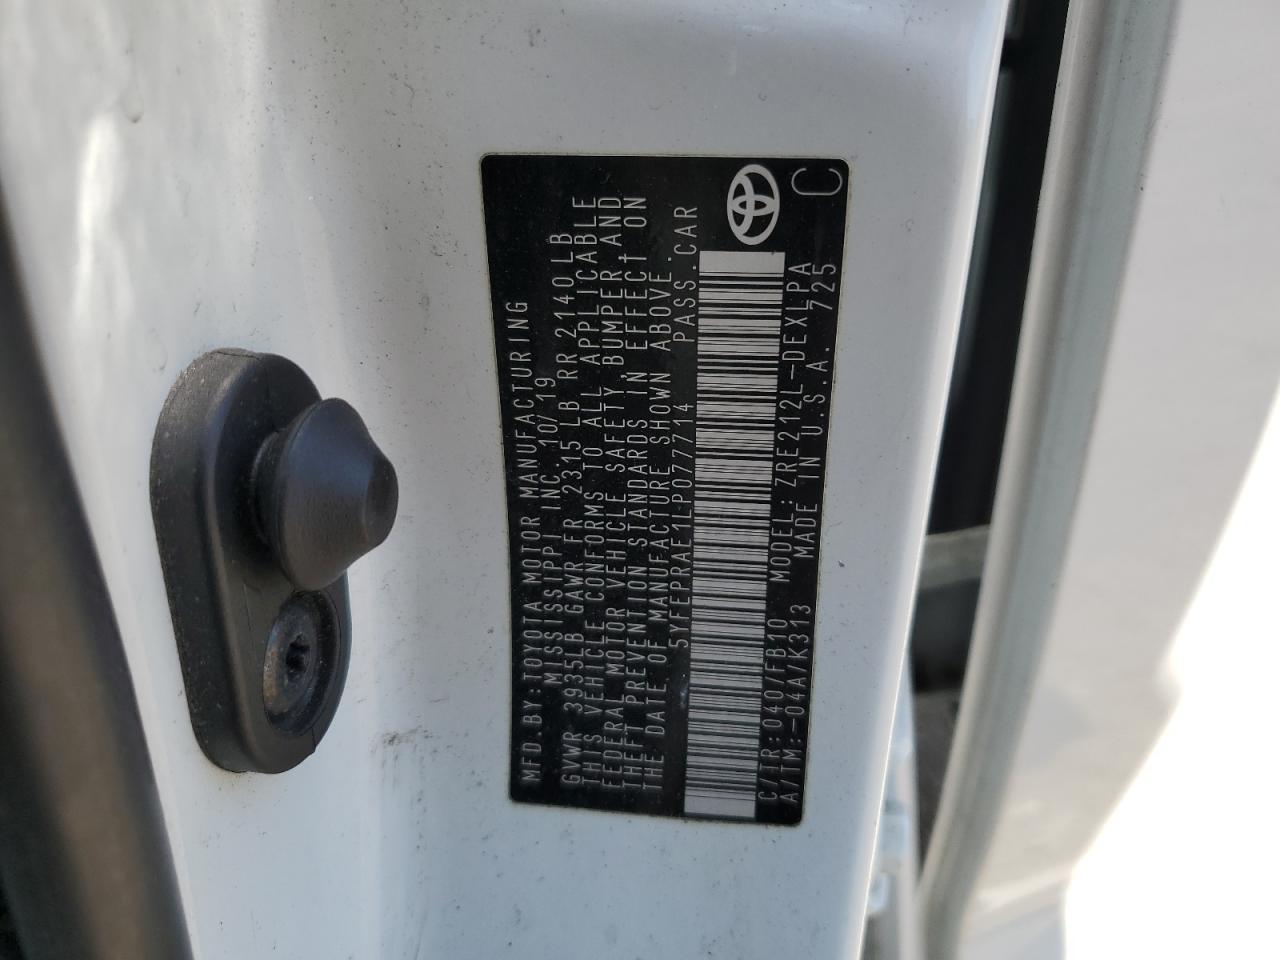 MFD.BY:TOYOTA MOTOR MANUFACTURING
MISSISSIPPI INC. 10/19
GVWR 3935LB GAWR FR 2315 LB RR 2140LB
THIS VEHICLE CONFORMS TO ALL APPLICABLE
FEDERAL MOTOR VEHICLE SAFETY, BUMPER, AND
THEFT PREVENTION STANDARDS IN EFFECT ON
THE DATE OF MANUFACTURE SHOWN ABOVE.
5YFEPRAE1LP077714 PASS.CAR
C/TR:040/FB10 MODEL:ZRE212L-DEXLPA
A/TM:-04A/K313 MADE IN U.S.A. 725
C